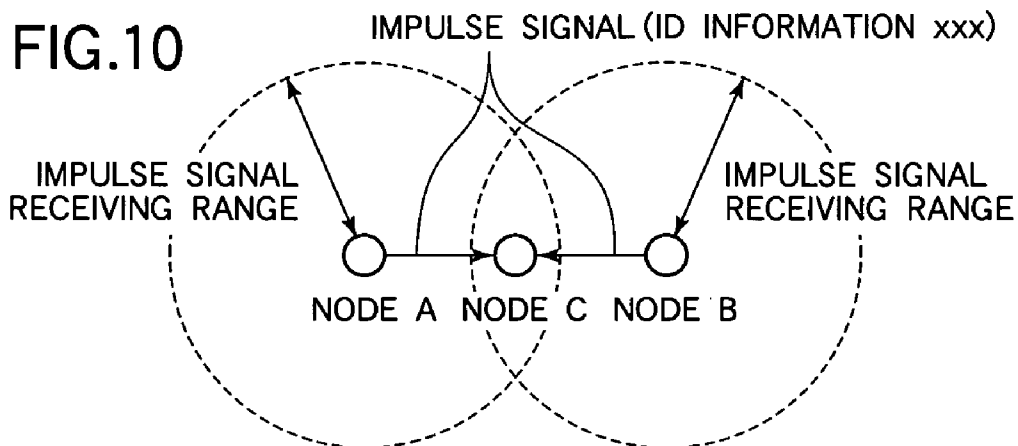 FIG.10
IMPULSE SIGNAL (ID INFORMATION xxx)
IMPULSE SIGNAL
RECEIVING RANGE
IMPULSE SIGNAL
RECEIVING RANGE
NODE A NODE C NODE B